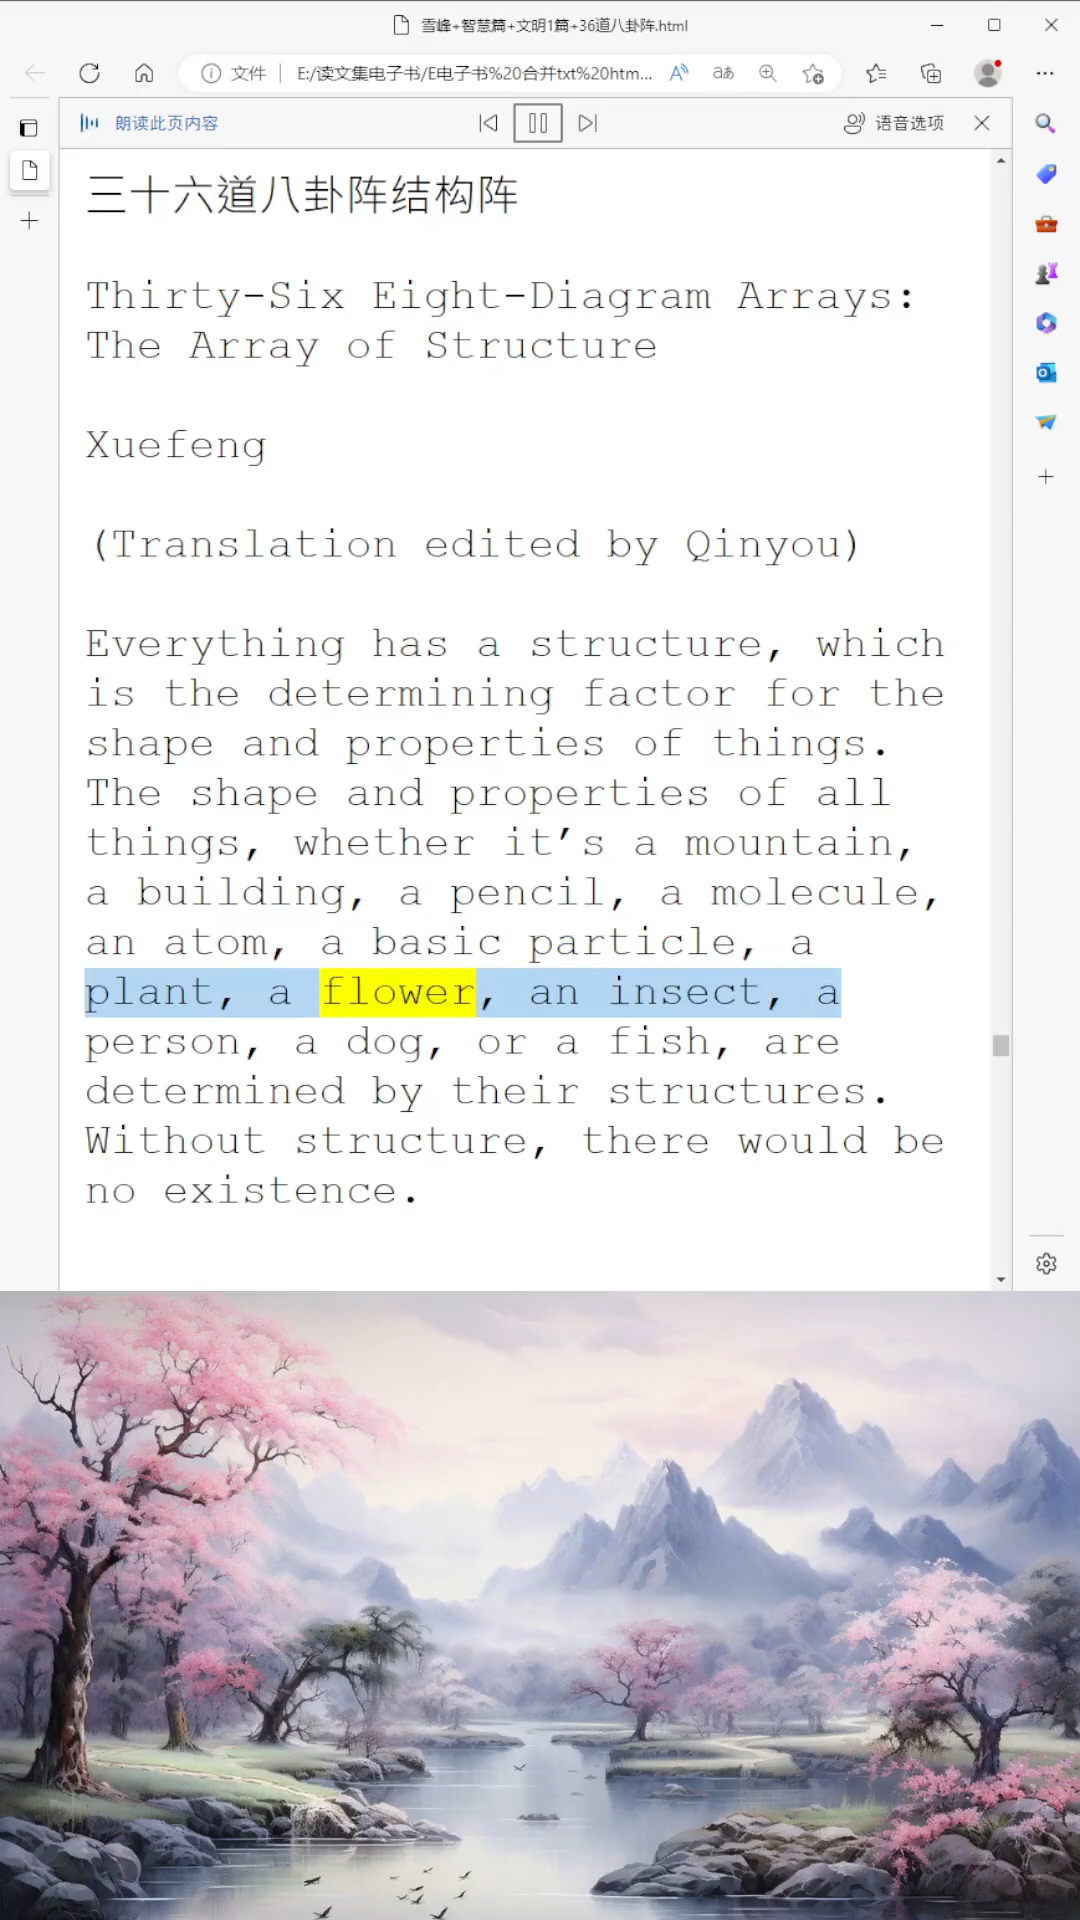 雪峰+智慧篇+文明1篇+36道八卦阵.html
文件 | E:/读文集电子书/E电子书%20合并txt%20htm... A aあ
朗读此页内容 语音选项
三十六道八卦阵结构阵
Thirty-Six Eight-Diagram Arrays:
The Array of Structure
Xuefeng
(Translation edited by Qinyou)
Everything has a structure, which
is the determining factor for the
shape and properties of things.
The shape and properties of all
things, whether it’s a mountain,
a building, a pencil, a molecule,
an atom, a basic particle, a
plant, a flower, an insect, a
person, a dog, or a fish, are
determined by their structures.
Without structure, there would be
no existence.